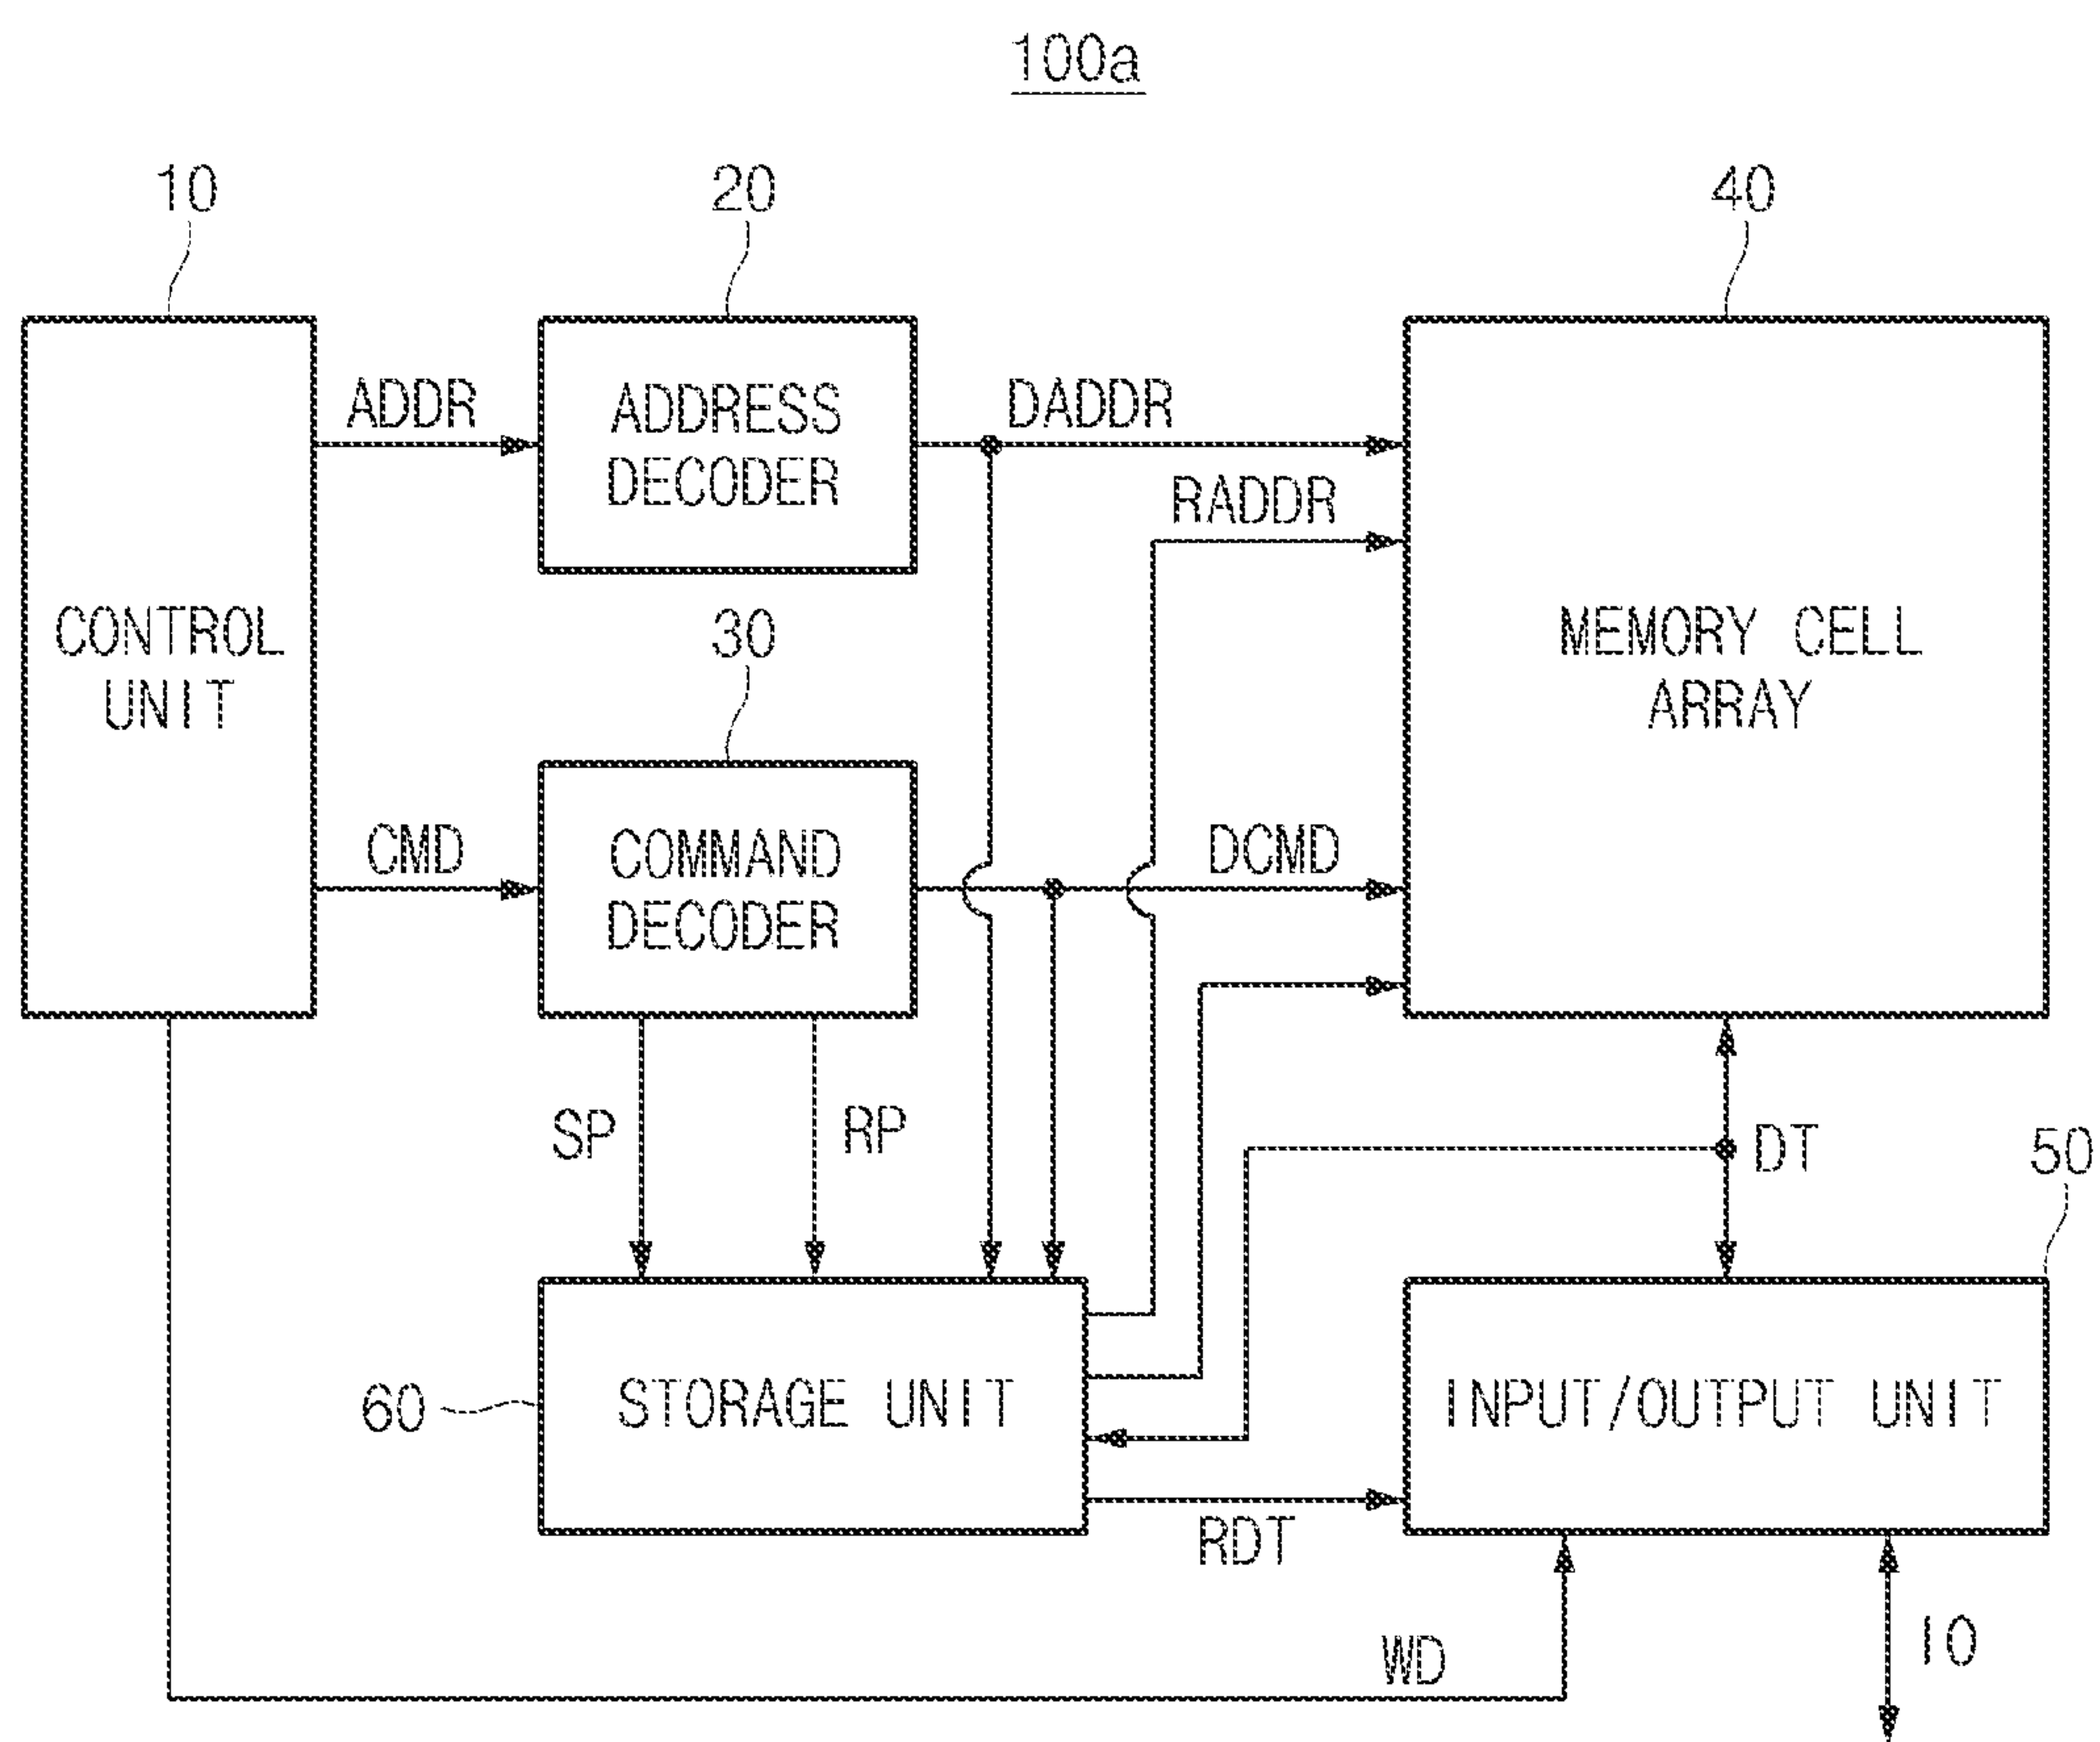 100a
10
20
40
ADDR
ADDRESS
DECODER
DADDR
RADDR
CONTROL
UNIT
30
MEMORY CELL
ARRAY
CMD
COMMAND
DECODER
DCMD
SP
RP
DT
50
60
STORAGE UNIT
INPUT/OUTPUT UNIT
RDT
WD
IO